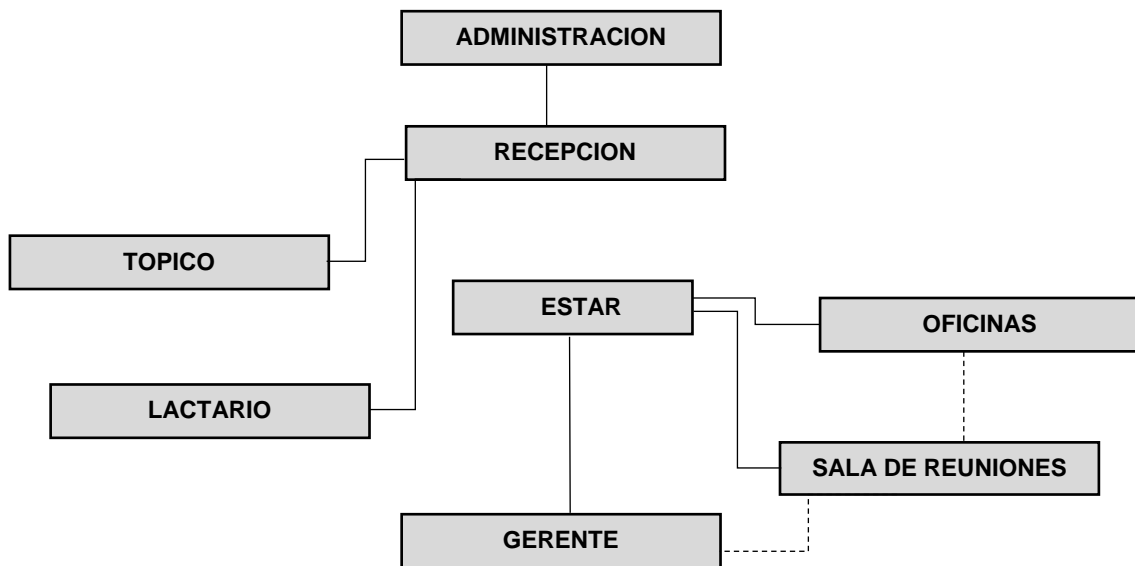 ADMINISTRACION
RECEPCION
TOPICO
ESTAR
OFICINAS
LACTARIO
SALA DE REUNIONES
GERENTE